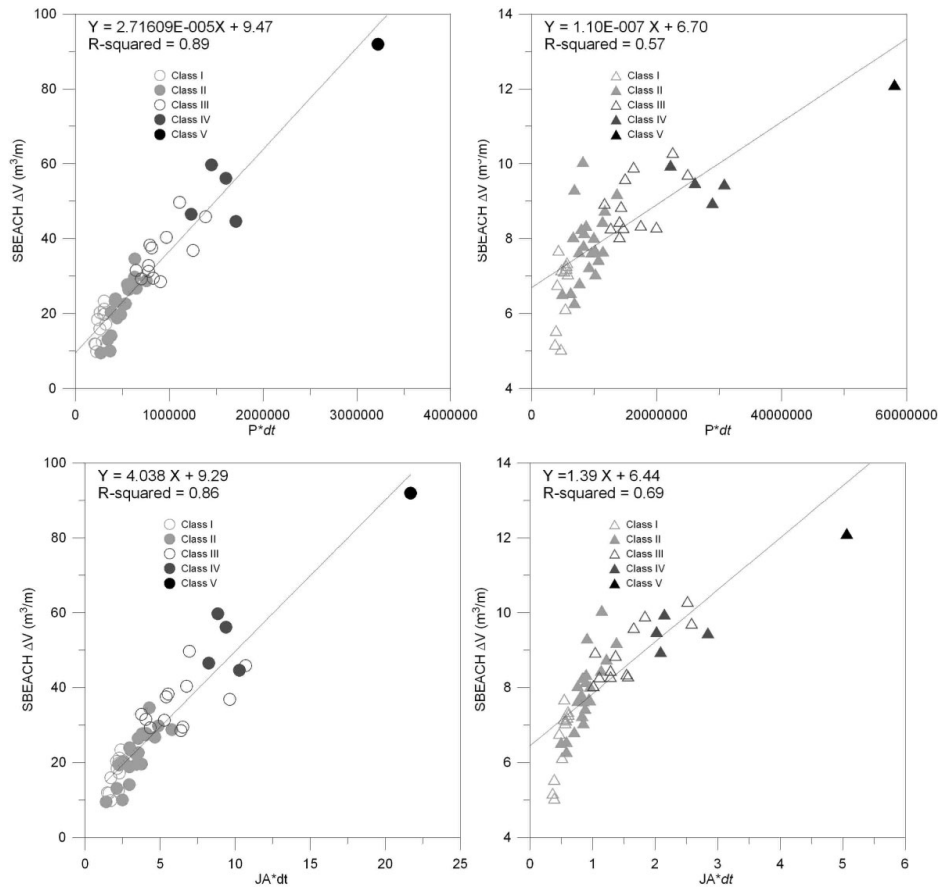 Y = 2.71609E-005X + 9.47
R-squared = 0.89
Class I
Class II
Class III
Class IV
Class V
SBEACH ΔV (m³/m)
100
80
60
40
20
0
0 1000000 2000000 3000000 4000000
P*dt
Y = 1.10E-007 X + 6.70
R-squared = 0.57
Class I
Class II
Class III
Class IV
Class V
SBEACH ΔV (m³/m)
14
12
10
8
6
4
0 20000000 40000000 60000000
P*dt
Y = 4.038 X + 9.29
R-squared = 0.86
Class I
Class II
Class III
Class IV
Class V
SBEACH ΔV (m³/m)
100
80
60
40
20
0
0 5 10 15 20 25
JA*dt
Y =1.39 X + 6.44
R-squared = 0.69
Class I
Class II
Class III
Class IV
Class V
SBEACH ΔV (m³/m)
14
12
10
8
6
4
0 1 2 3 4 5 6
JA*dt